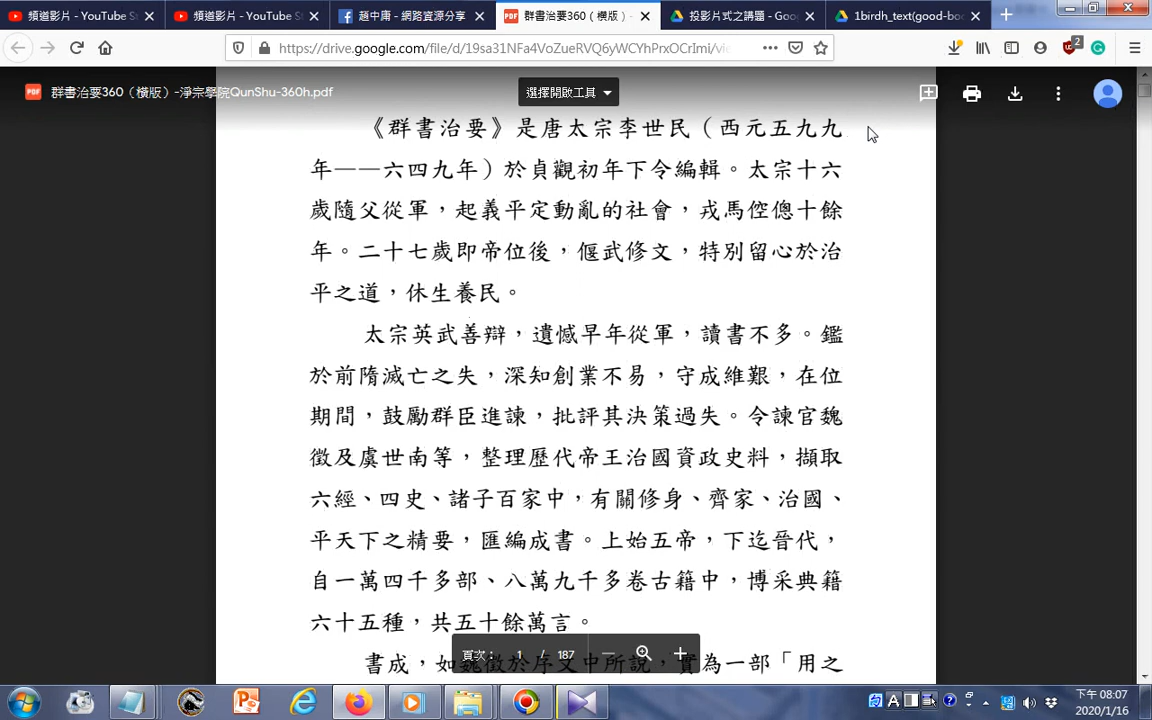 頻道影片 - YouTube St
頻道影片 - YouTube S
趙中庸 - 網路資源分享
群書治要360（橫版）-
投影片式之講題 - Goo
1birdh_text(good-bo
https://drive.google.com/file/d/19sa31NFa4VoZueRVQ6yWCYhPrxOCrImi/vie
2
PDF 群書治要360（橫版）-淨宗學院QunShu-360h.pdf
選擇開啟工具
《群書治要》是唐太宗李世民（西元五九九
年——六四九年）於貞觀初年下令編輯。太宗十六
歲隨父從軍，起義平定動亂的社會，戎馬倥傯十餘
年。二十七歲即帝位後，偃武修文，特別留心於治
平之道，休生養民。
太宗英武善辯，遺憾早年從軍，讀書不多。鑑
於前隋滅亡之失，深知創業不易，守成維艱，在位
期間，鼓勵群臣進諫，批評其決策過失。令諫官魏
徵及虞世南等，整理歷代帝王治國資政史料，擷取
六經、四史、諸子百家中，有關修身、齊家、治國、
平天下之精要，匯編成書。上始五帝，下迄晉代，
自一萬四千多部、八萬九千多卷古籍中，博采典籍
六十五種，共五十餘萬言。
書成，如魏徵於序文中所說，實為一部「用之
頁次： 1 / 187
下午 08:07
2020/1/16